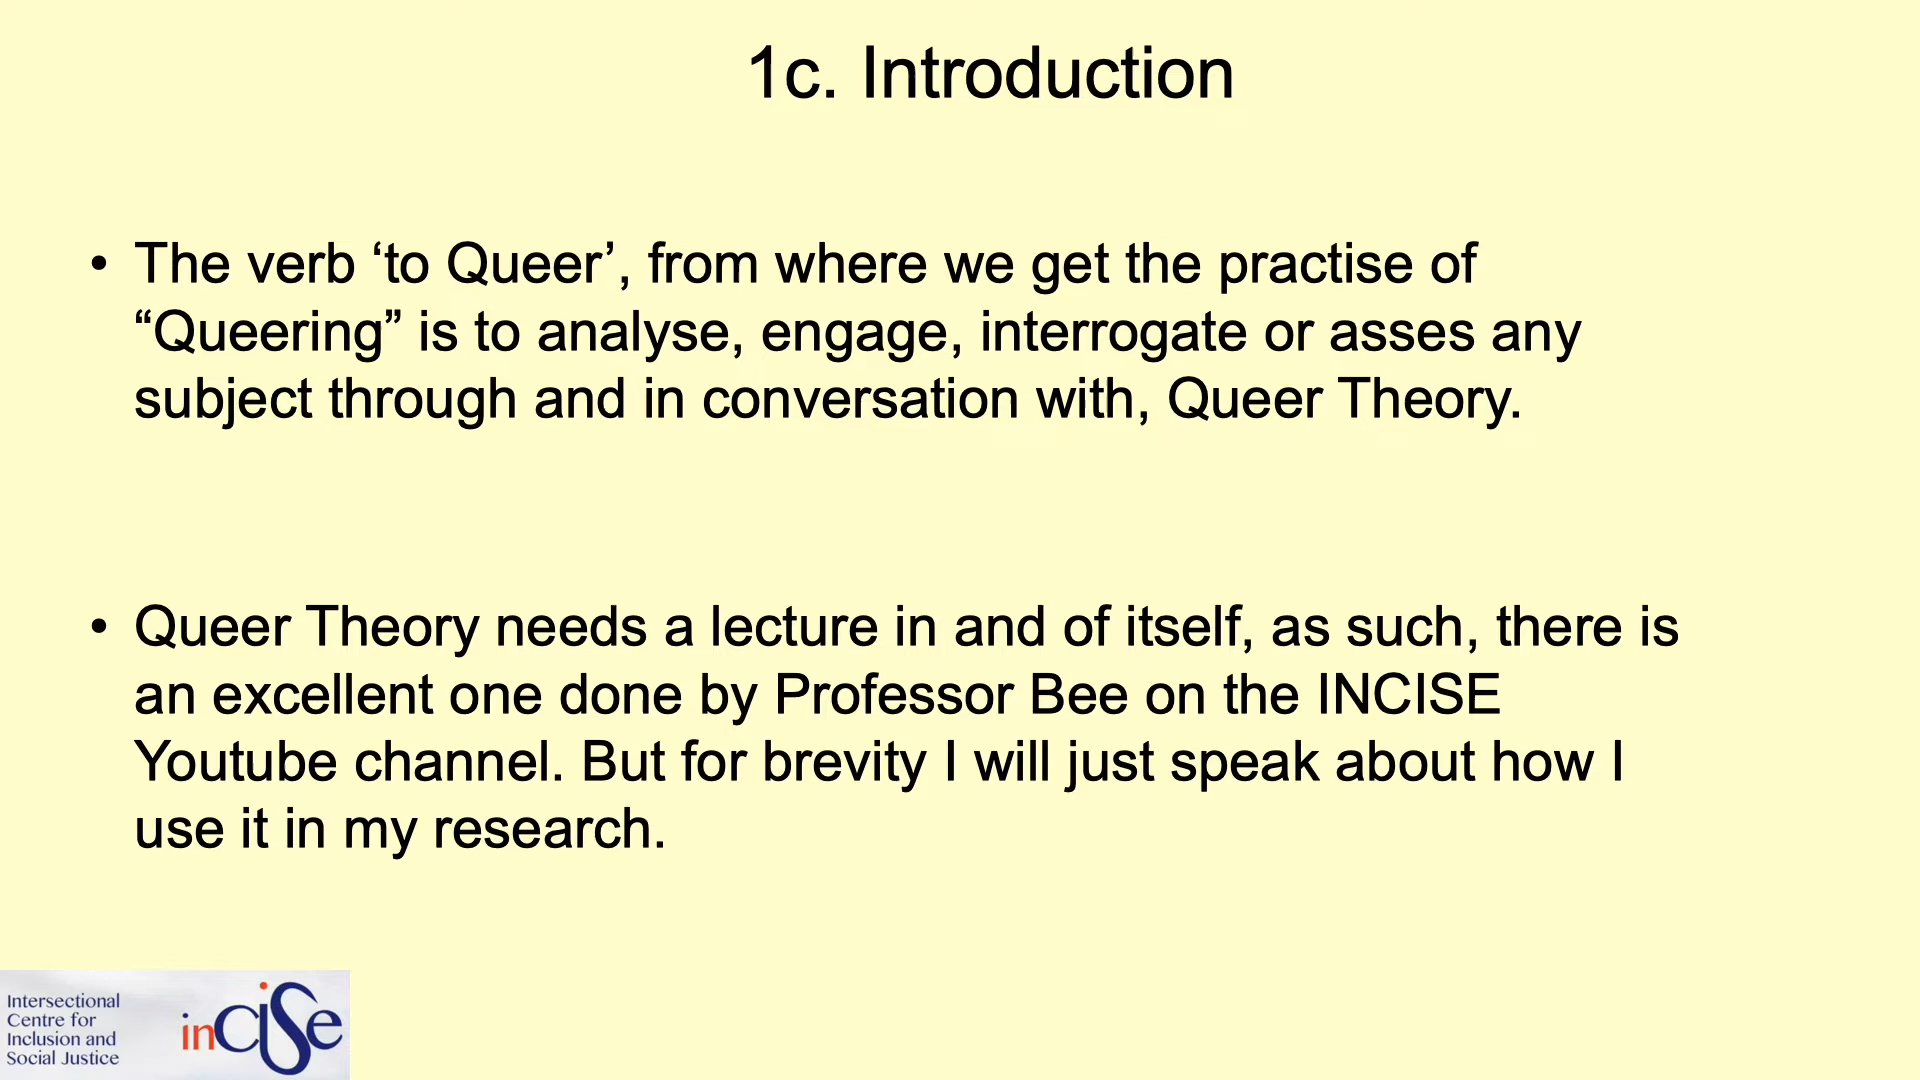 1c. Introduction
• The verb ‘to Queer’, from where we get the practise of
“Queering” is to analyse, engage, interrogate or asses any
subject through and in conversation with, Queer Theory.
• Queer Theory needs a lecture in and of itself, as such, there is
an excellent one done by Professor Bee on the INCISE
Youtube channel. But for brevity I will just speak about how I
use it in my research.
Intersectional
Centre for
Inclusion and
Social Justice
inCISe